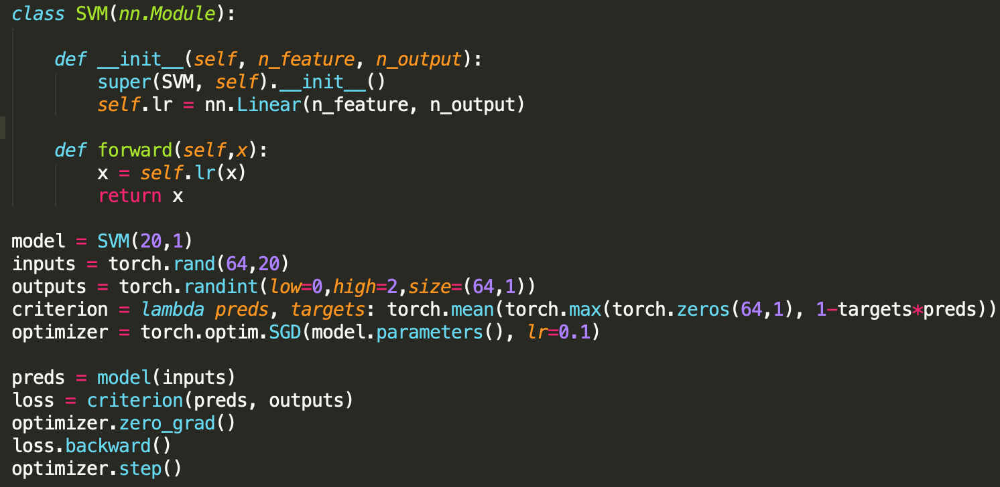 class SVM(nn.Module):
def __init__(self, n_feature, n_output):
super(SVM, self).__init__()
self.lr = nn.Linear(n_feature, n_output)
def forward(self,x):
x = self.lr(x)
return x
model = SVM(20,1)
inputs = torch.rand(64,20)
outputs = torch.randint(low=0,high=2,size=(64,1))
criterion = lambda preds, targets: torch.mean(torch.max(torch.zeros(64,1), 1-targets*preds))
optimizer = torch.optim.SGD(model.parameters(), lr=0.1)
preds = model(inputs)
loss = criterion(preds, outputs)
optimizer.zero_grad()
loss.backward()
optimizer.step()